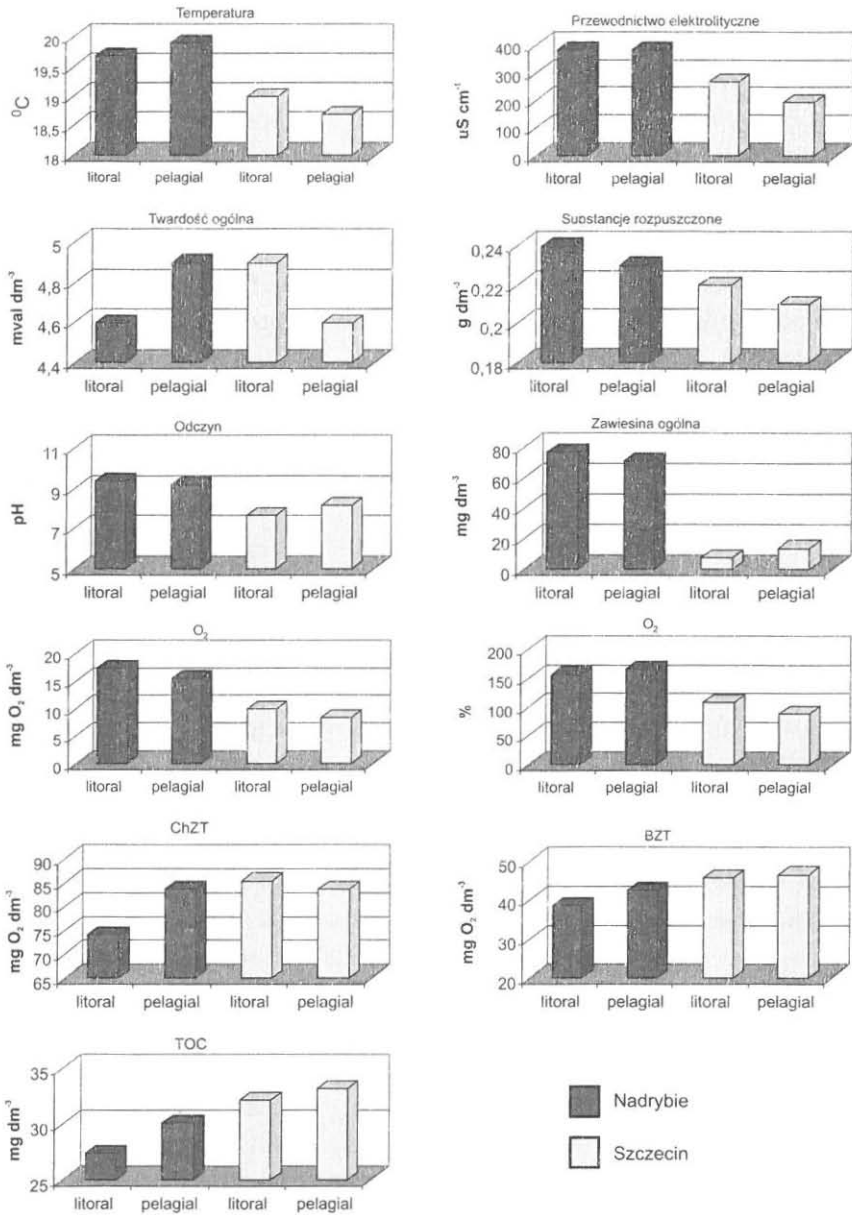 Temperatura
20
19,5
19
18,5
18
⁰C
litoral pelagial litoral pelagial
Przewodnictwo elektrolityczne
400
300
200
100
0
uS cm⁻¹
litoral pelagial litoral pelagial
Twardość ogólna
5
4,8
4,6
4,4
mval dm⁻³
litoral pelagial litoral pelagial
Substancje rozpuszczone
0,24
0,22
0,2
0,18
g dm⁻³
litoral pelagial litoral pelagial
Odczyn
11
9
7
5
pH
litoral pelagial litoral pelagial
Zawiesina ogólna
80
60
40
20
0
mg dm⁻³
litoral pelagial litoral pelagial
O₂
20
15
10
5
0
mg O₂ dm⁻³
litoral pelagial litoral pelagial
O₂
200
150
100
50
0
%
litoral pelagial litoral pelagial
ChZT
90
85
80
75
70
65
mg O₂ dm⁻³
litoral pelagial litoral pelagial
BZT
50
40
30
20
mg O₂ dm⁻³
litoral pelagial litoral pelagial
TOC
35
30
25
mg dm⁻³
litoral pelagial litoral pelagial
Nadrybie
Szczecin